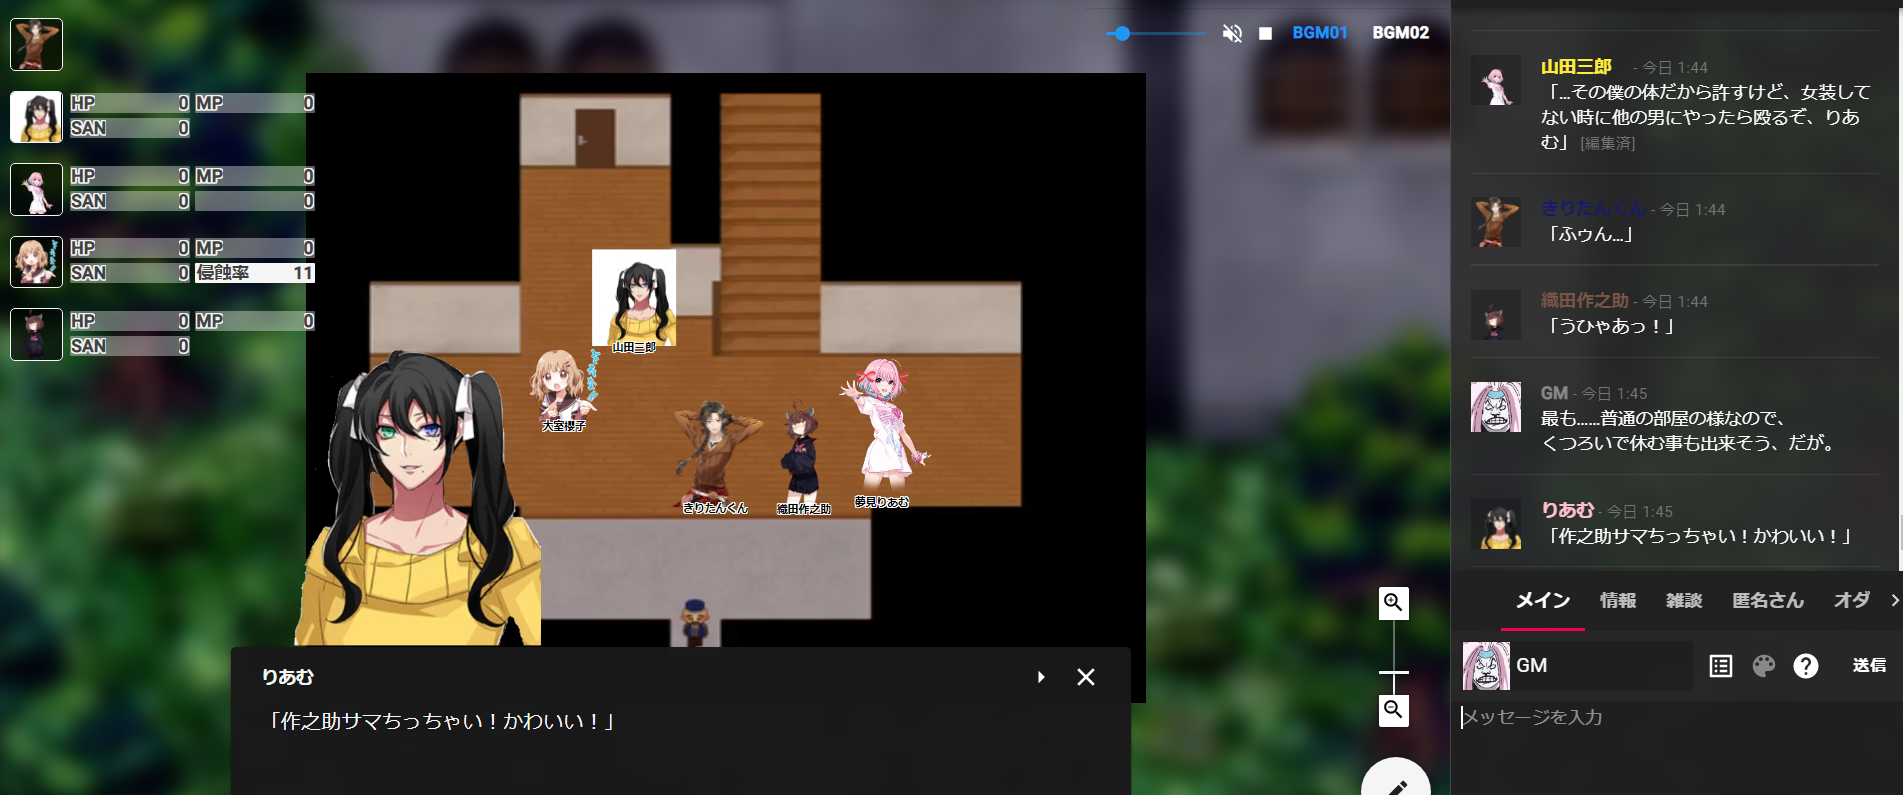 HP 0 MP 0
SAN 0
HP 0 MP 0
SAN 0 0
HP 0 MP 0
SAN 0 侵蝕率 11
HP 0 MP 0
SAN 0
BGM01 BGM02
山田三郎
大室櫻子
きりたんくん
織田作之助
夢見りあむ
りあむ
「作之助サマちっちゃい！かわいい！」
山田三郎 - 今日 1:44
「…その僕の体だから許すけど、女装して
ない時に他の男にやったら殴るぞ、りあ
む」 [編集済]
きりたんくん - 今日 1:44
「ふゥん…」
織田作之助 - 今日 1:44
「うひゃあっ！」
GM - 今日 1:45
最も……普通の部屋の様なので、
くつろいで休む事も出来そう、だが。
りあむ - 今日 1:45
「作之助サマちっちゃい！かわいい！」
メイン 情報 雑談 匿名さん オダ
GM
送信
メッセージを入力